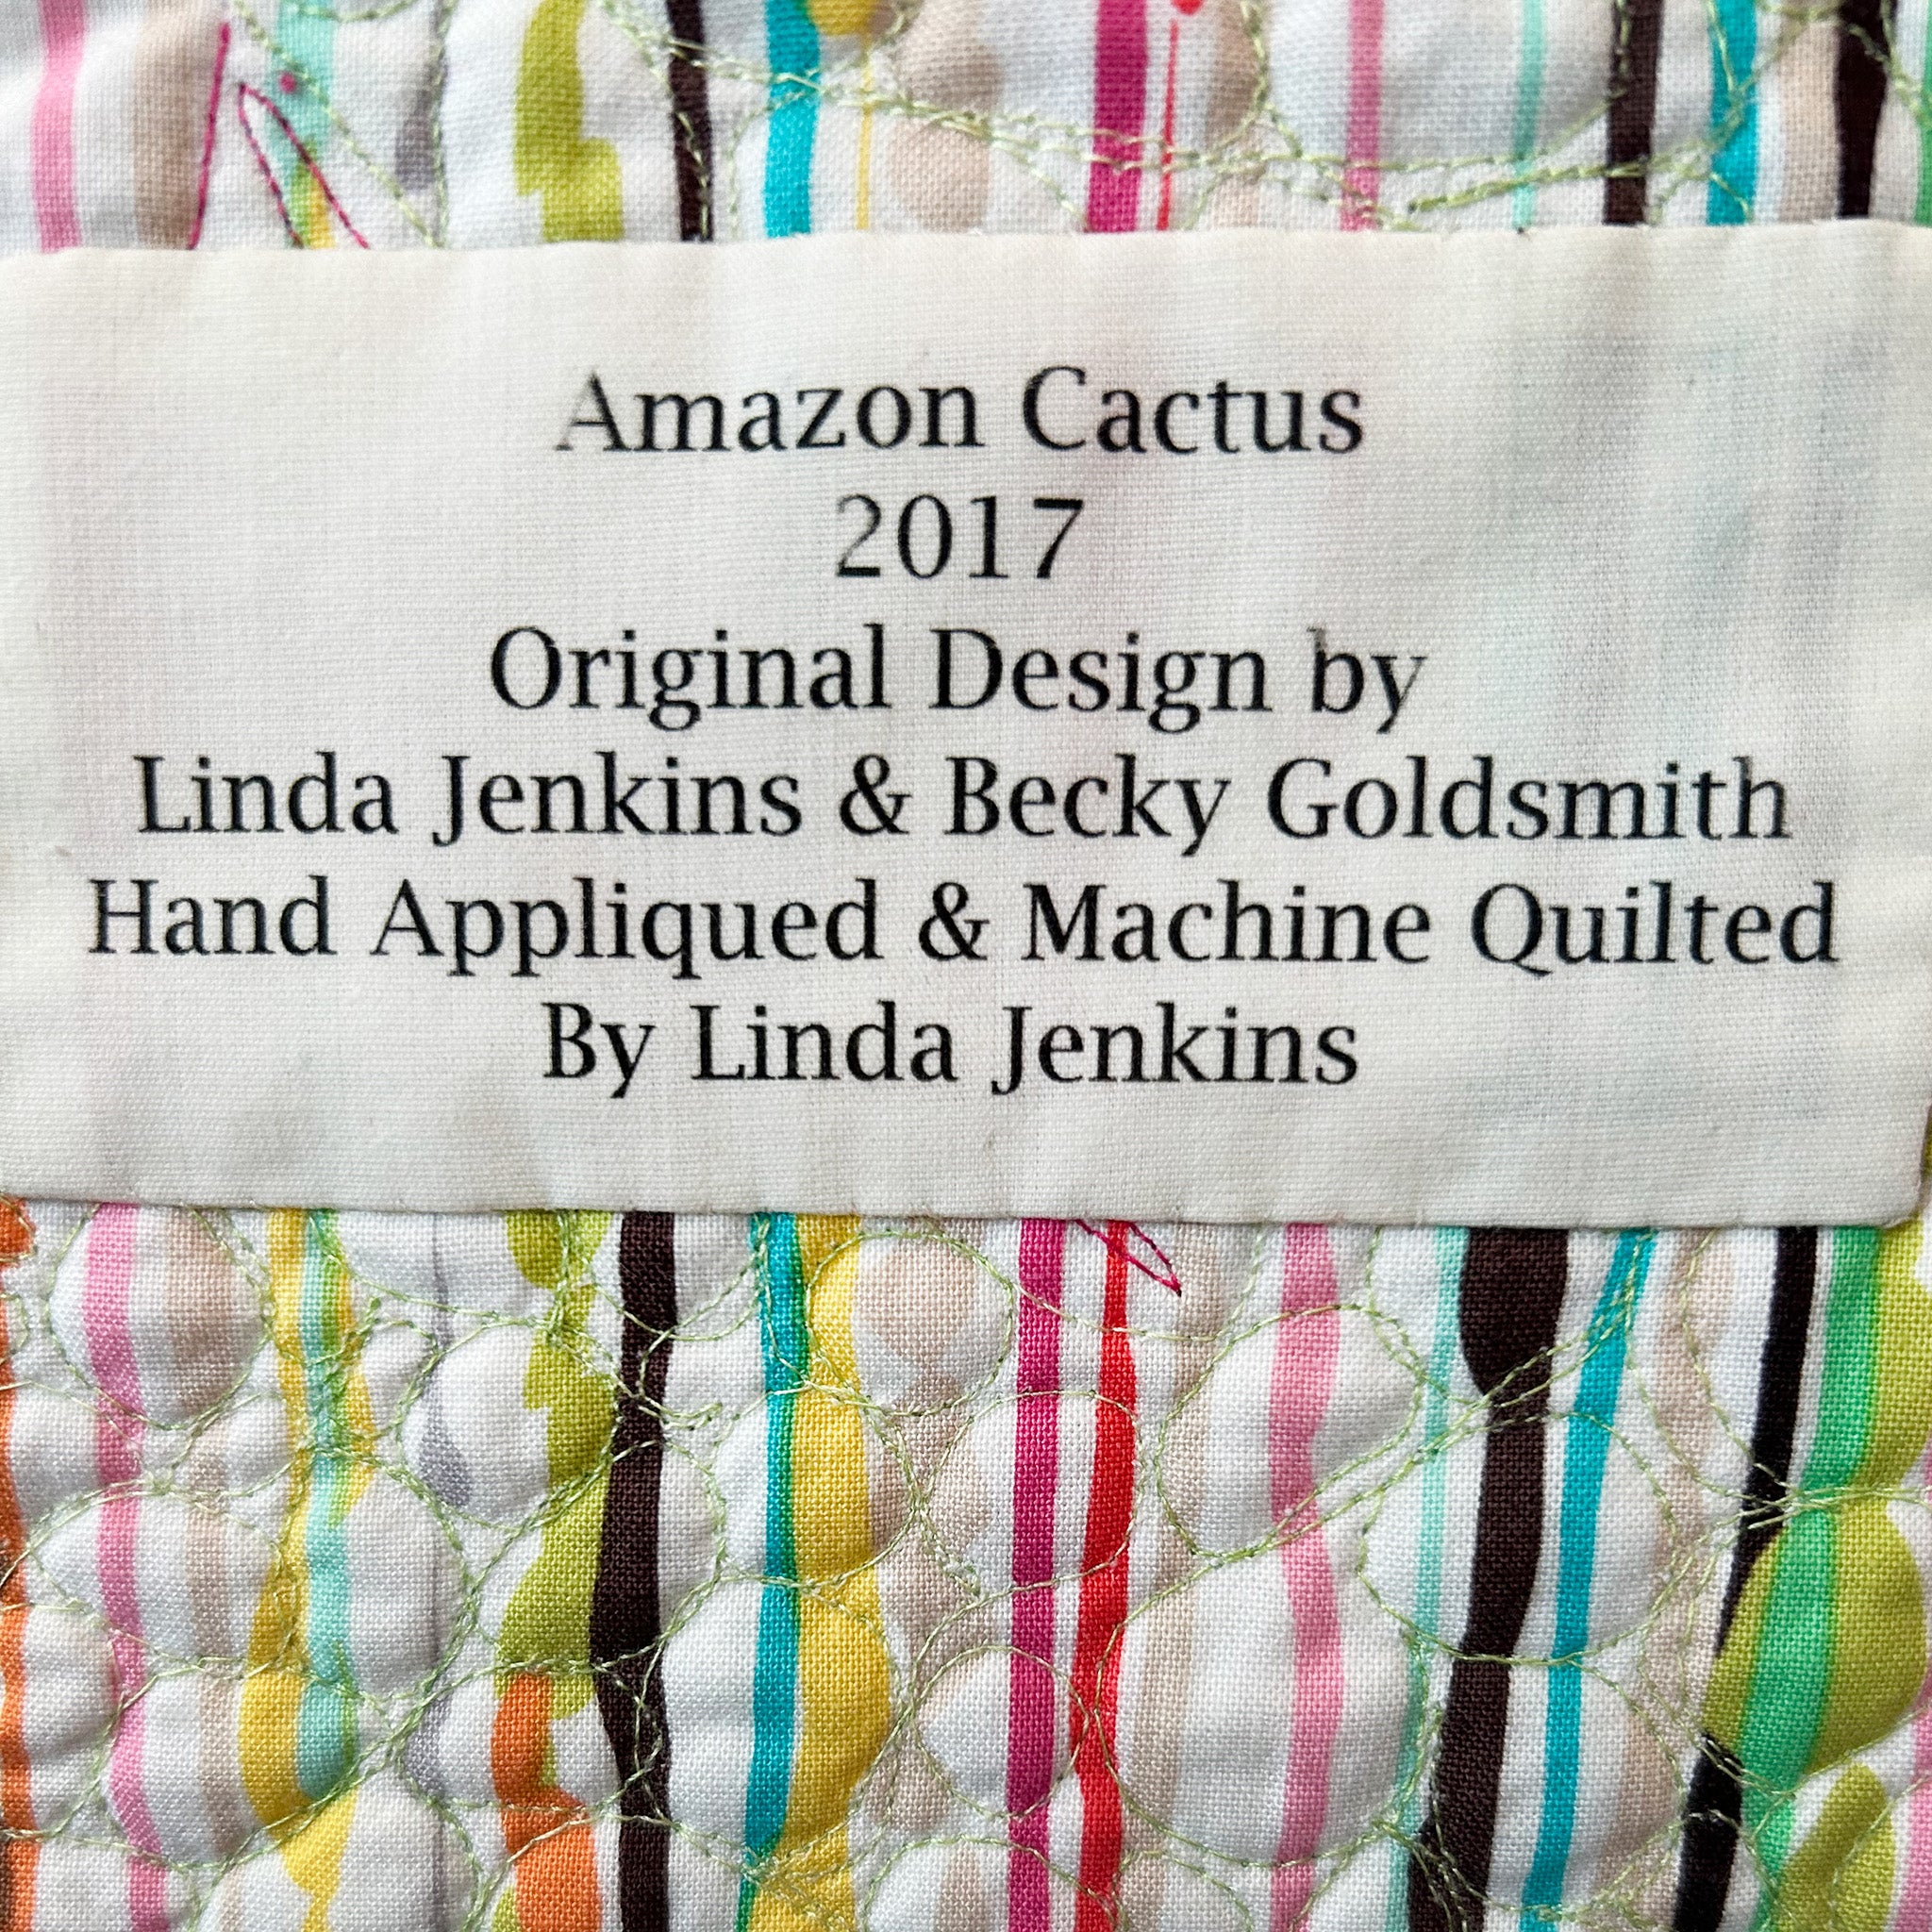 Amazon Cactus
2017
Original Design by
Linda Jenkins & Becky Goldsmith
Hand Appliqued & Machine Quilted
By Linda Jenkins